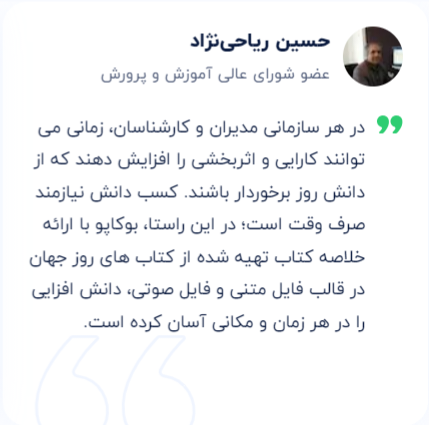 حسین ریاحی‌نژاد
عضو شورای عالی آموزش و پرورش
در هر سازمانی مدیران و کارشناسان، زمانی می
توانند کارایی و اثربخشی را افزایش دهند که از
دانش روز برخوردار باشند. کسب دانش نیازمند
صرف وقت است؛ در این راستا، بوکاپو با ارائه
خلاصه کتاب تهیه شده از کتاب های روز جهان
در قالب فایل متنی و فایل صوتی، دانش افزایی
را در هر زمان و مکانی آسان کرده است.